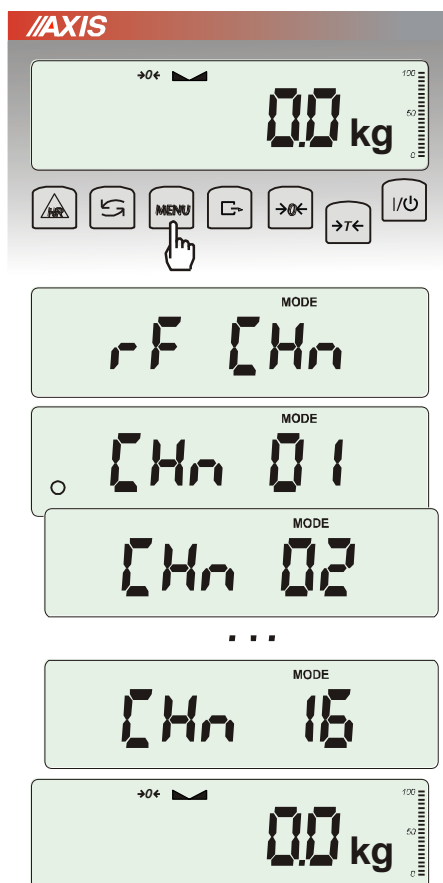 //AXIS
→0← 100
50
0.0 kg
0
HR MENU →0← →T← I/⏻
MODE
rF CHn
MODE
CHn 01
MODE
CHn 02
...
MODE
CHn 16
→0← 100
50
0.0 kg
0